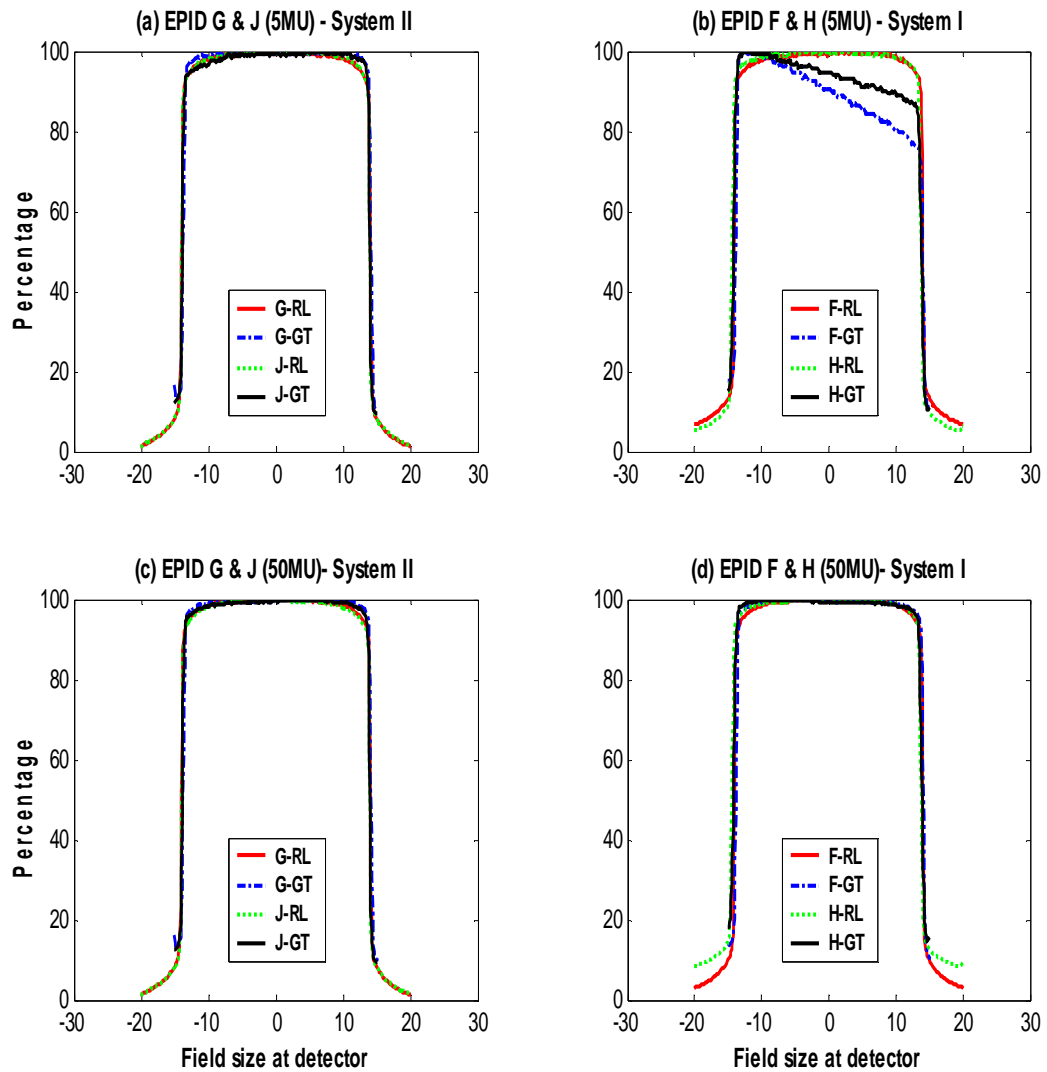 (a) EPID G & J (5MU) - System II
100
80
60
40
20
0
Percentage
-30 -20 -10 0 10 20 30
G-RL
G-GT
J-RL
J-GT
(b) EPID F & H (5MU) - System I
100
80
60
40
20
0
-30 -20 -10 0 10 20 30
F-RL
F-GT
H-RL
H-GT
(c) EPID G & J (50MU)- System II
100
80
60
40
20
0
Percentage
-30 -20 -10 0 10 20 30
Field size at detector
G-RL
G-GT
J-RL
J-GT
(d) EPID F & H (50MU)- System I
100
80
60
40
20
0
-30 -20 -10 0 10 20 30
Field size at detector
F-RL
F-GT
H-RL
H-GT